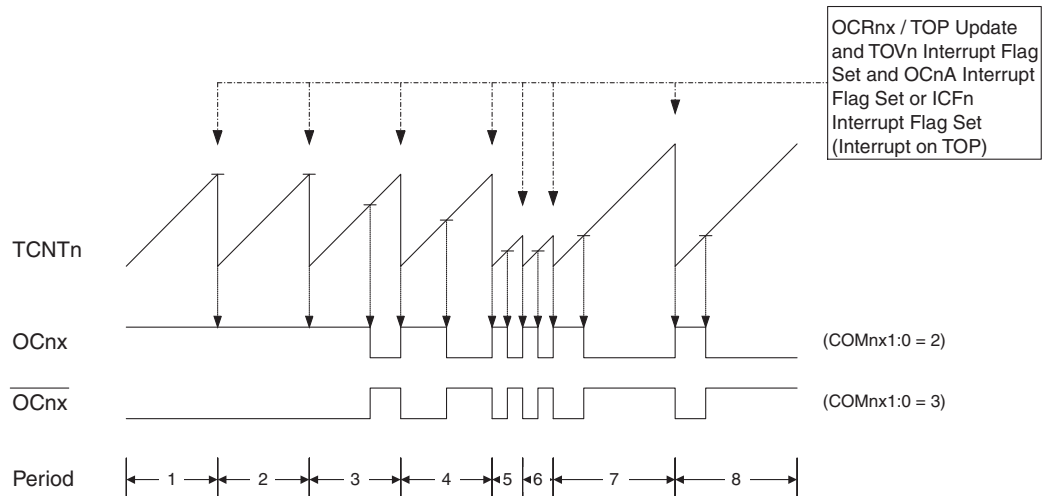 OCRnx / TOP Update
and TOVn Interrupt Flag
Set and OCnA Interrupt
Flag Set or ICFn
Interrupt Flag Set
(Interrupt on TOP)
TCNTn
OCnx (COMnx1:0 = 2)
OCnx (COMnx1:0 = 3)
Period 1 2 3 4 5 6 7 8